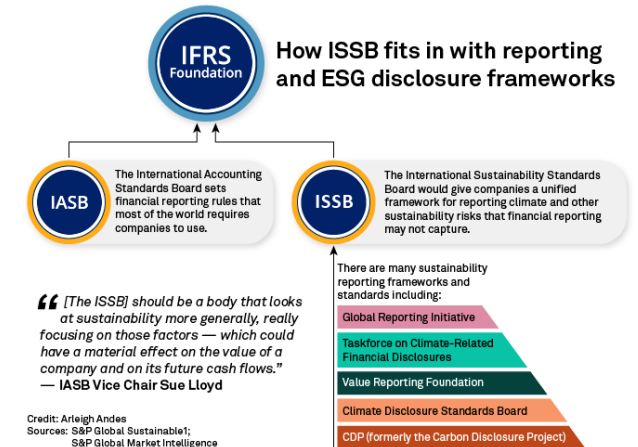 IFRS
Foundation
How ISSB fits in with reporting
and ESG disclosure frameworks
IASB
The International Accounting
Standards Board sets
financial reporting rules that
most of the world requires
companies to use.
ISSB
The International Sustainability Standards
Board would give companies a unified
framework for reporting climate and other
sustainability risks that financial reporting
may not capture.
There are many sustainability
reporting frameworks and
standards including:
Global Reporting Initiative
Taskforce on Climate-Related
Financial Disclosures
Value Reporting Foundation
Climate Disclosure Standards Board
CDP (formerly the Carbon Disclosure Project)
“ [The ISSB] should be a body that looks
at sustainability more generally, really
focusing on those factors — which could
have a material effect on the value of a
company and on its future cash flows.”
— IASB Vice Chair Sue Lloyd
Credit: Arleigh Andes
Sources: S&P Global Sustainable1;
S&P Global Market Intelligence